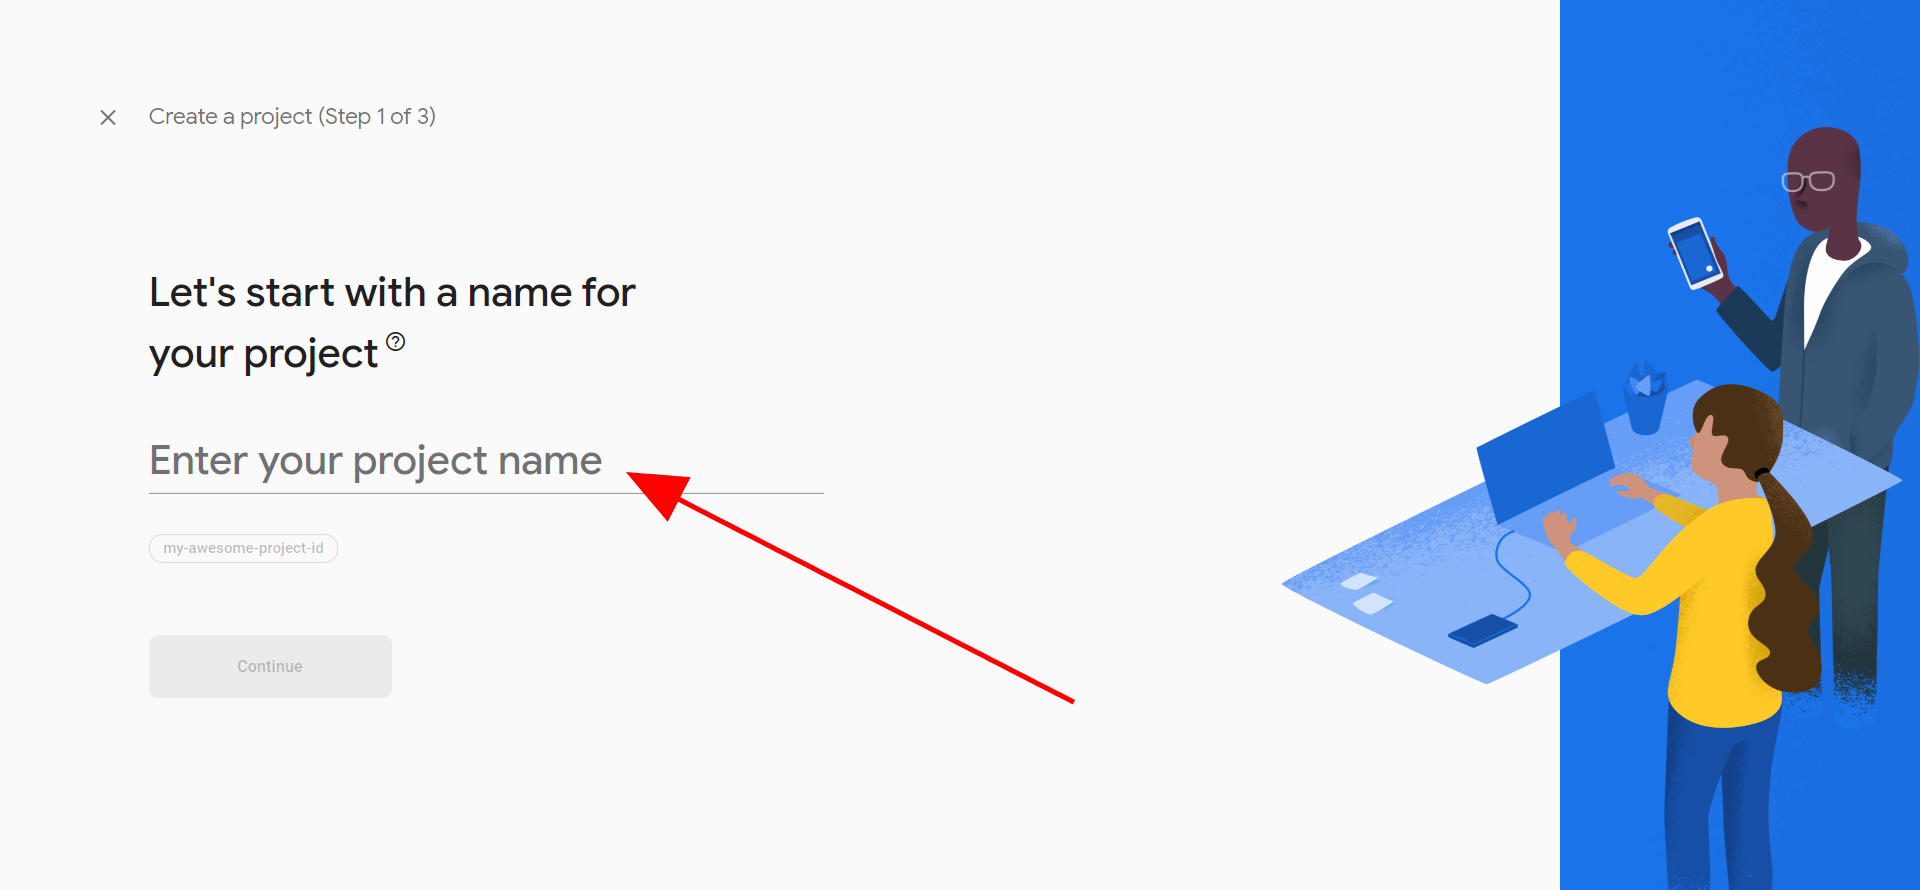 Create a project (Step 1 of 3)
Let's start with a name for
your project
Enter your project name
my-awesome-project-id
Continue